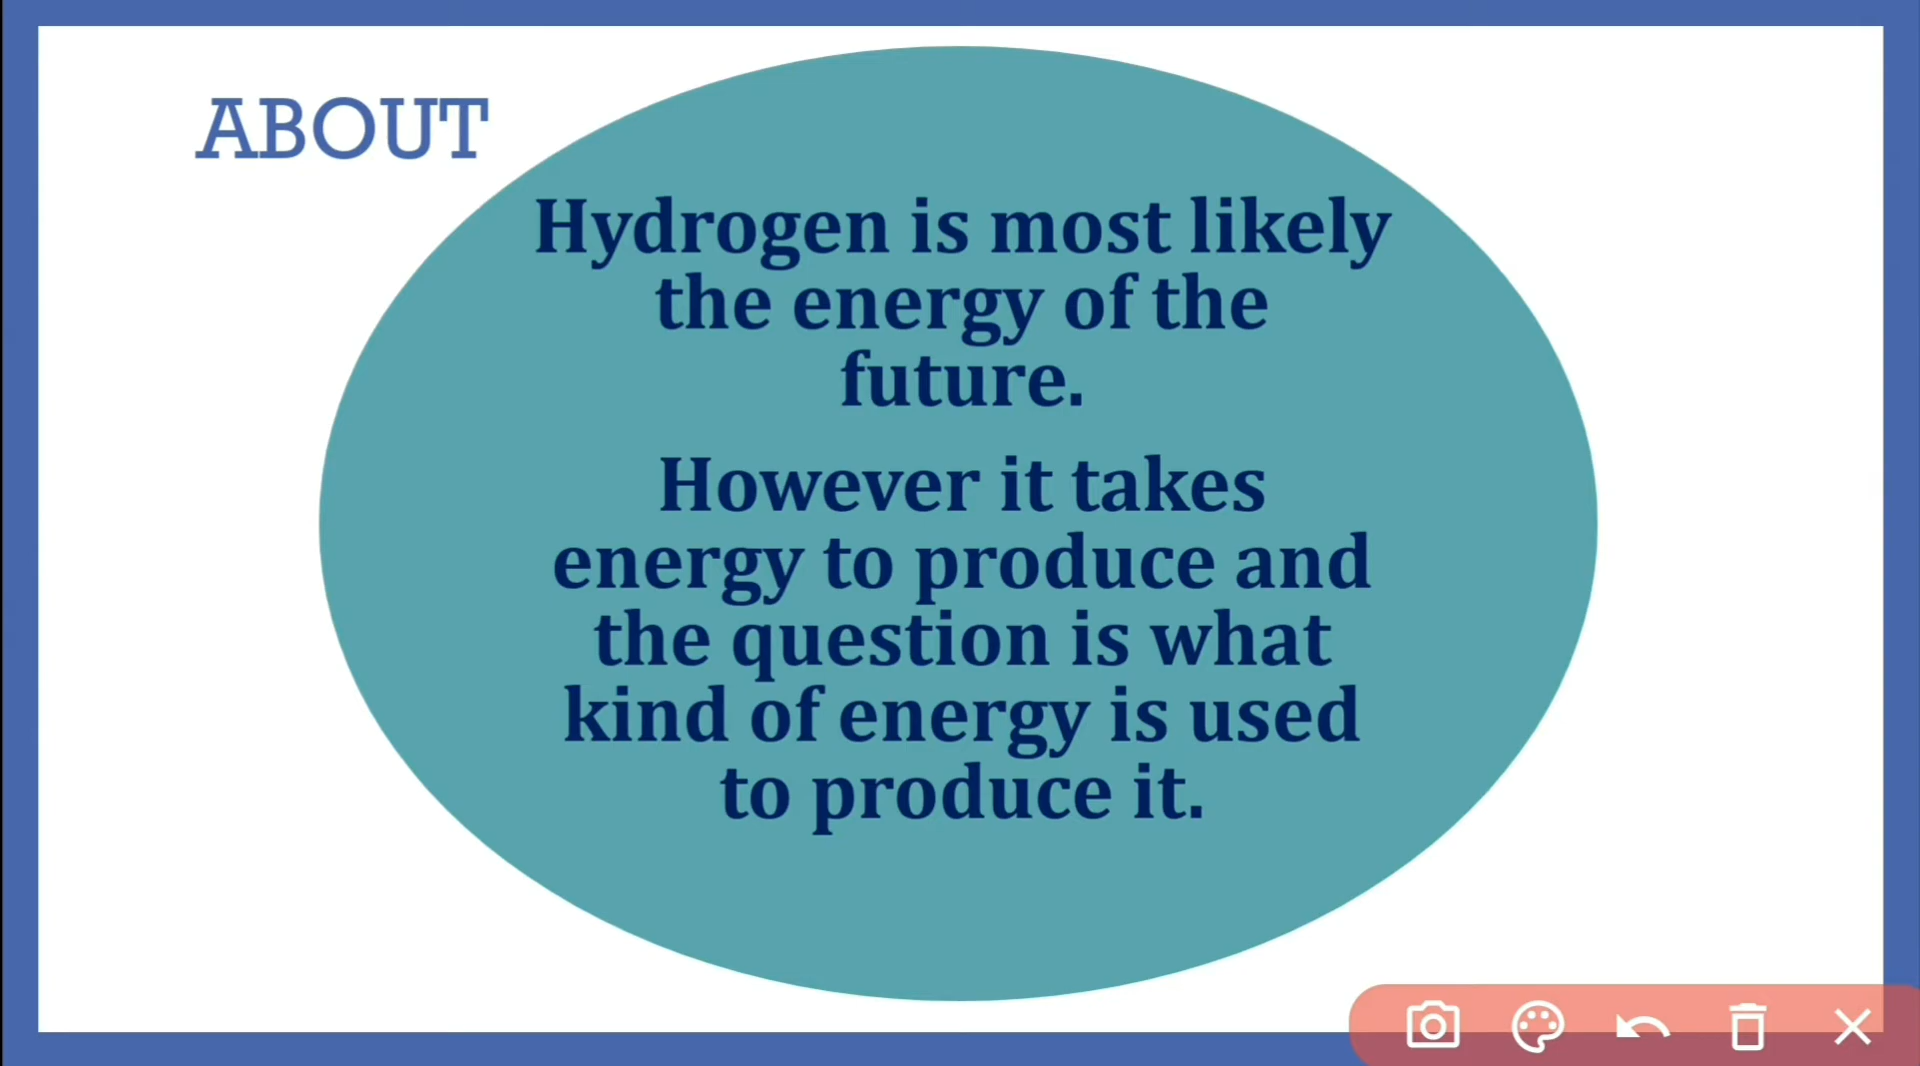 ABOUT
Hydrogen is most likely
the energy of the
future.
However it takes
energy to produce and
the question is what
kind of energy is used
to produce it.